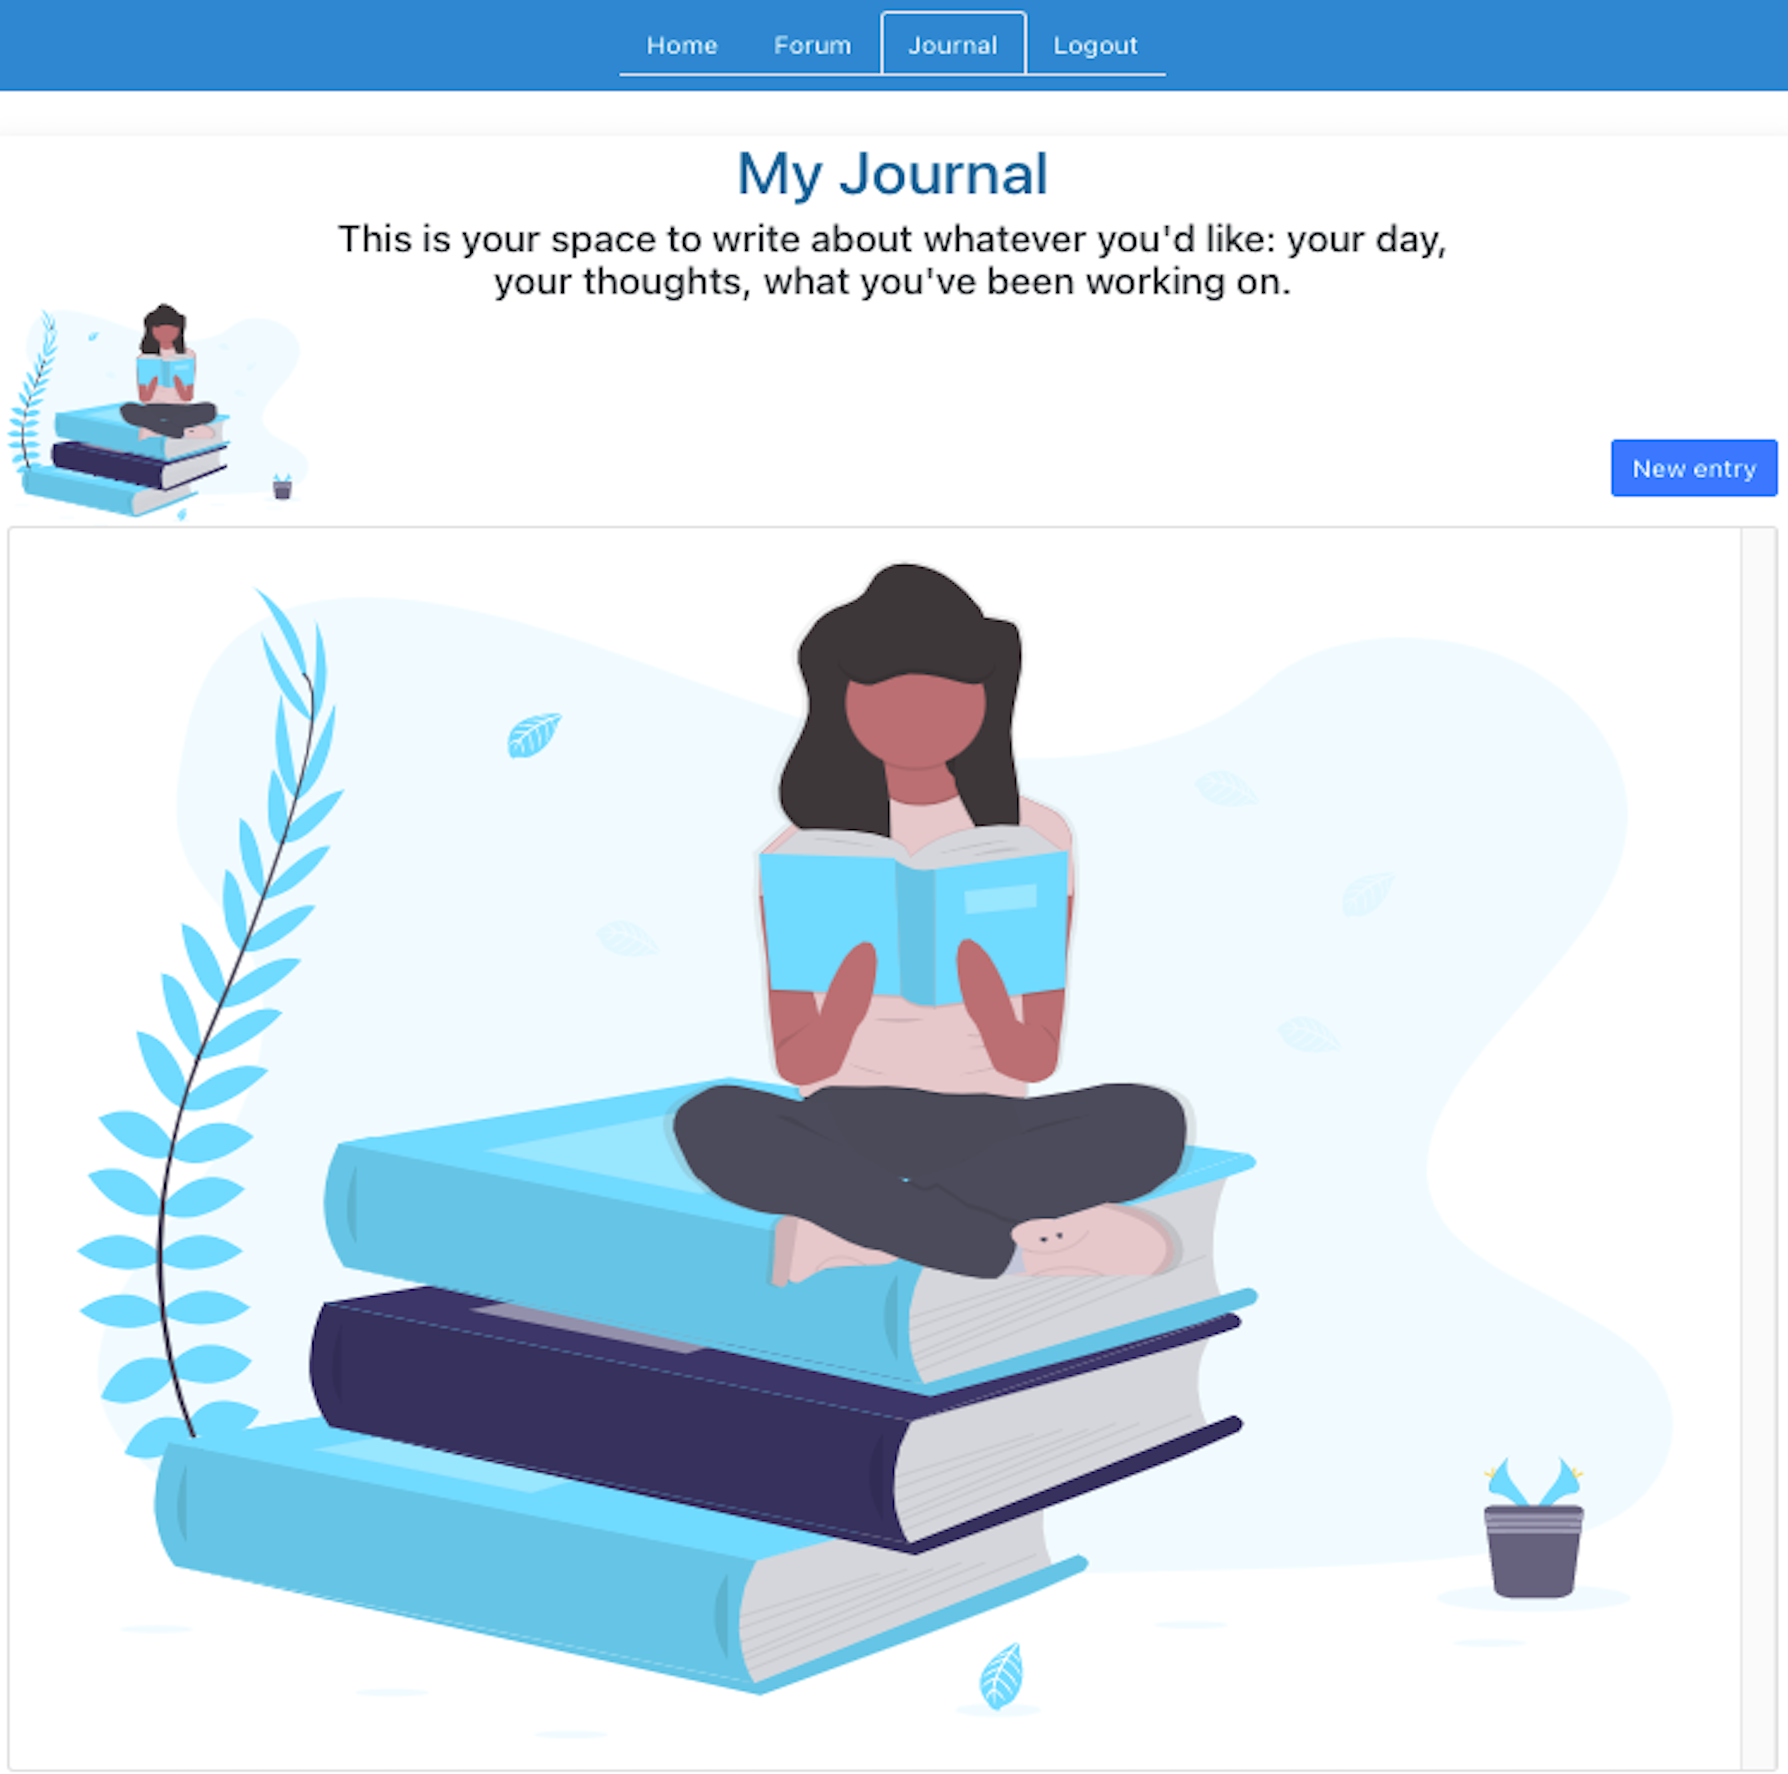 Home Forum Journal Logout
My Journal
This is your space to write about whatever you'd like: your day,
your thoughts, what you've been working on.
New entry